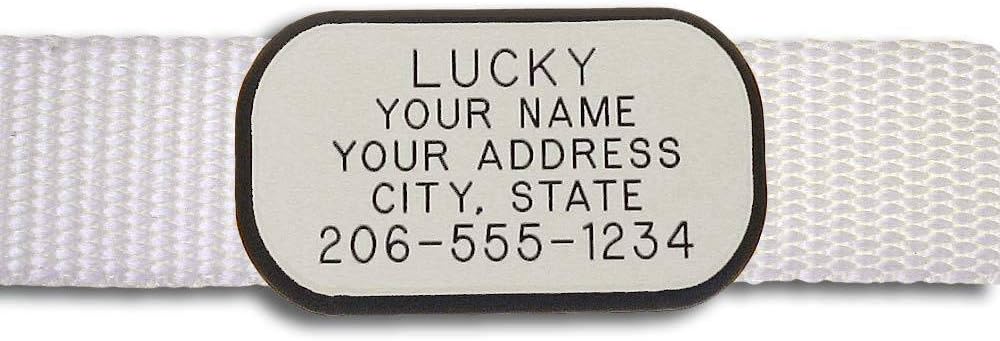 LUCKY
YOUR NAME
YOUR ADDRESS
CITY, STATE
206-555-1234